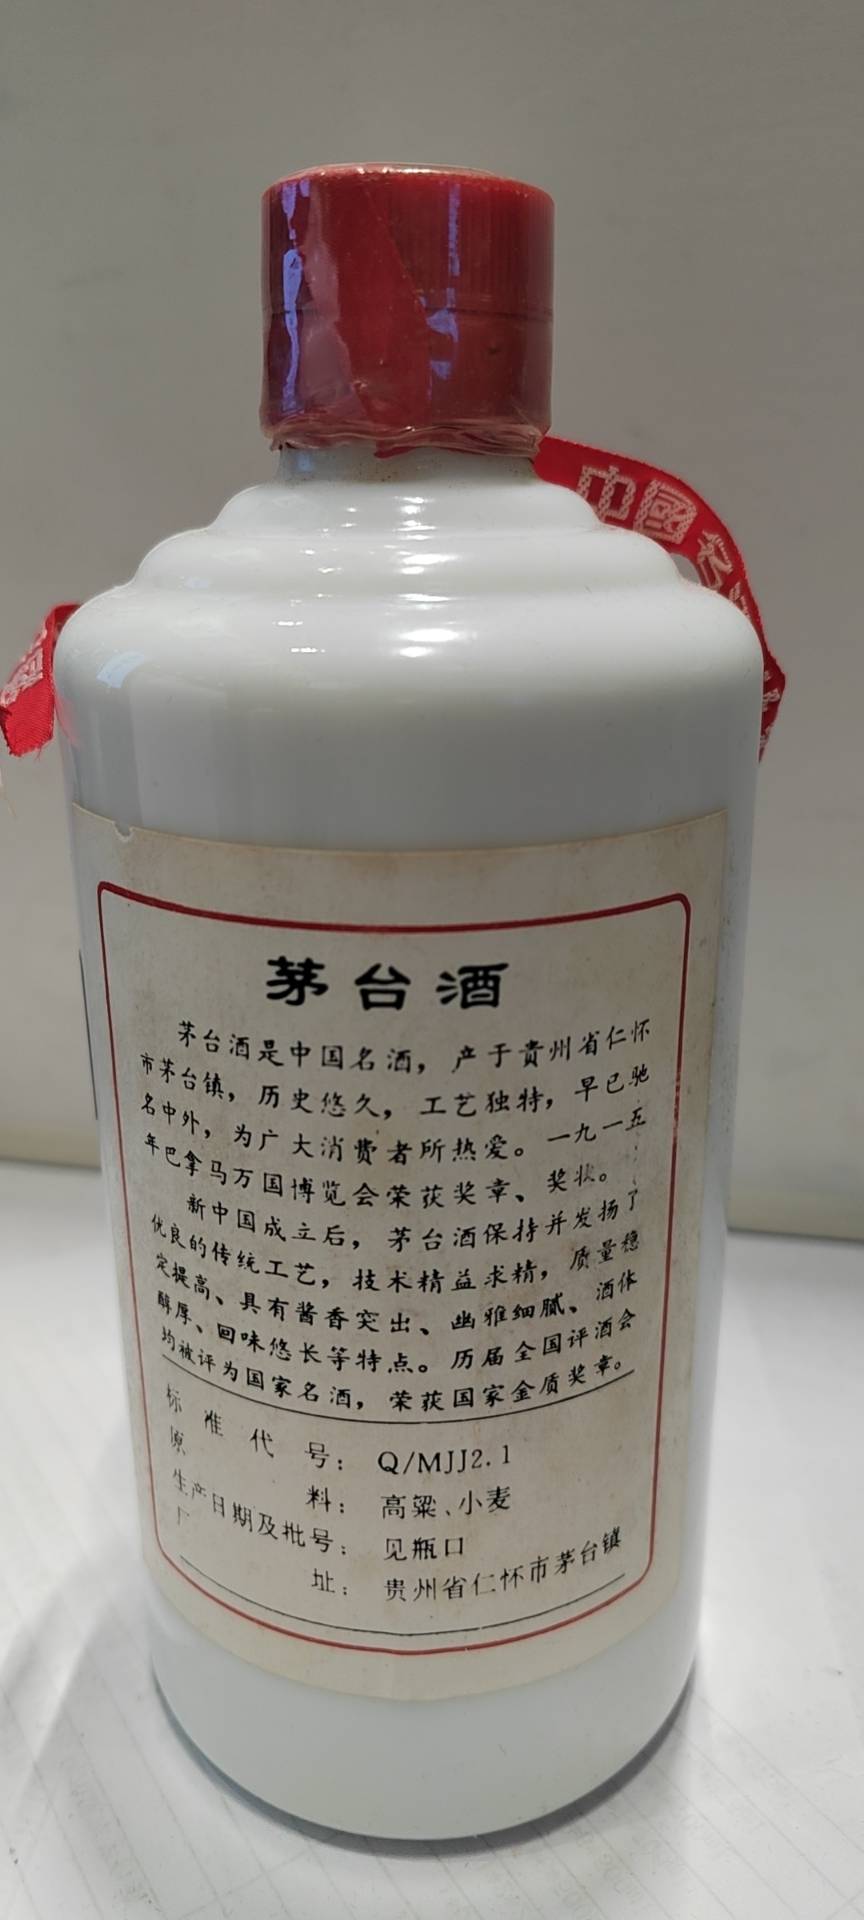 中國名
茅台酒
茅台酒是中国名酒，产于贵州省仁怀
市茅台镇，历史悠久，工艺独特，早已驰
名中外，为广大消费者所热爱。一九一五
年巴拿马万国博览会荣获奖章、奖状。
新中国成立后，茅台酒保持并发扬了
优良的传统工艺，技术精益求精，质量稳
定提高、具有酱香突出、幽雅细腻、酒体
醇厚、回味悠长等特点。历届全国评酒会
均被评为国家名酒，荣获国家金质奖章。
标准代号：Q/MJJ2.1
原料：高粱、小麦
生产日期及批号：见瓶口
厂址：贵州省仁怀市茅台镇